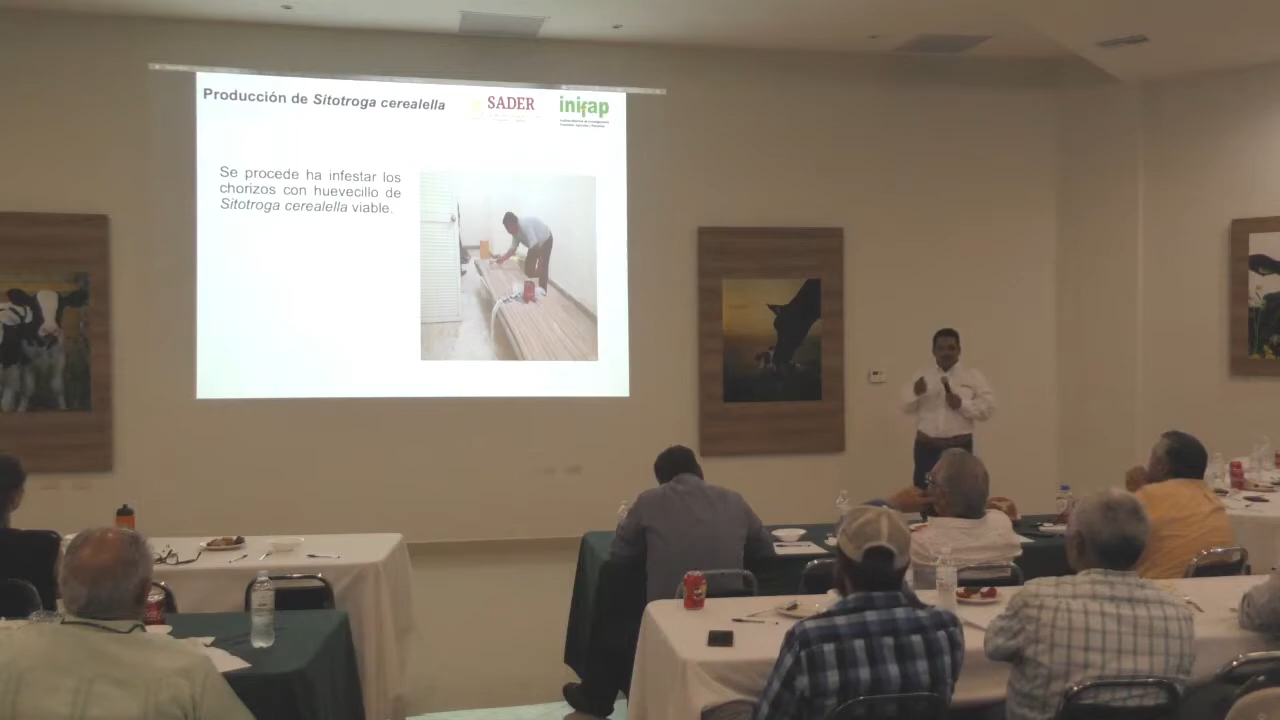 Producción de Sitotroga cerealella
SADER
inifap
Se procede ha infestar los
chorizos con huevecillo de
Sitotroga cerealella viable.